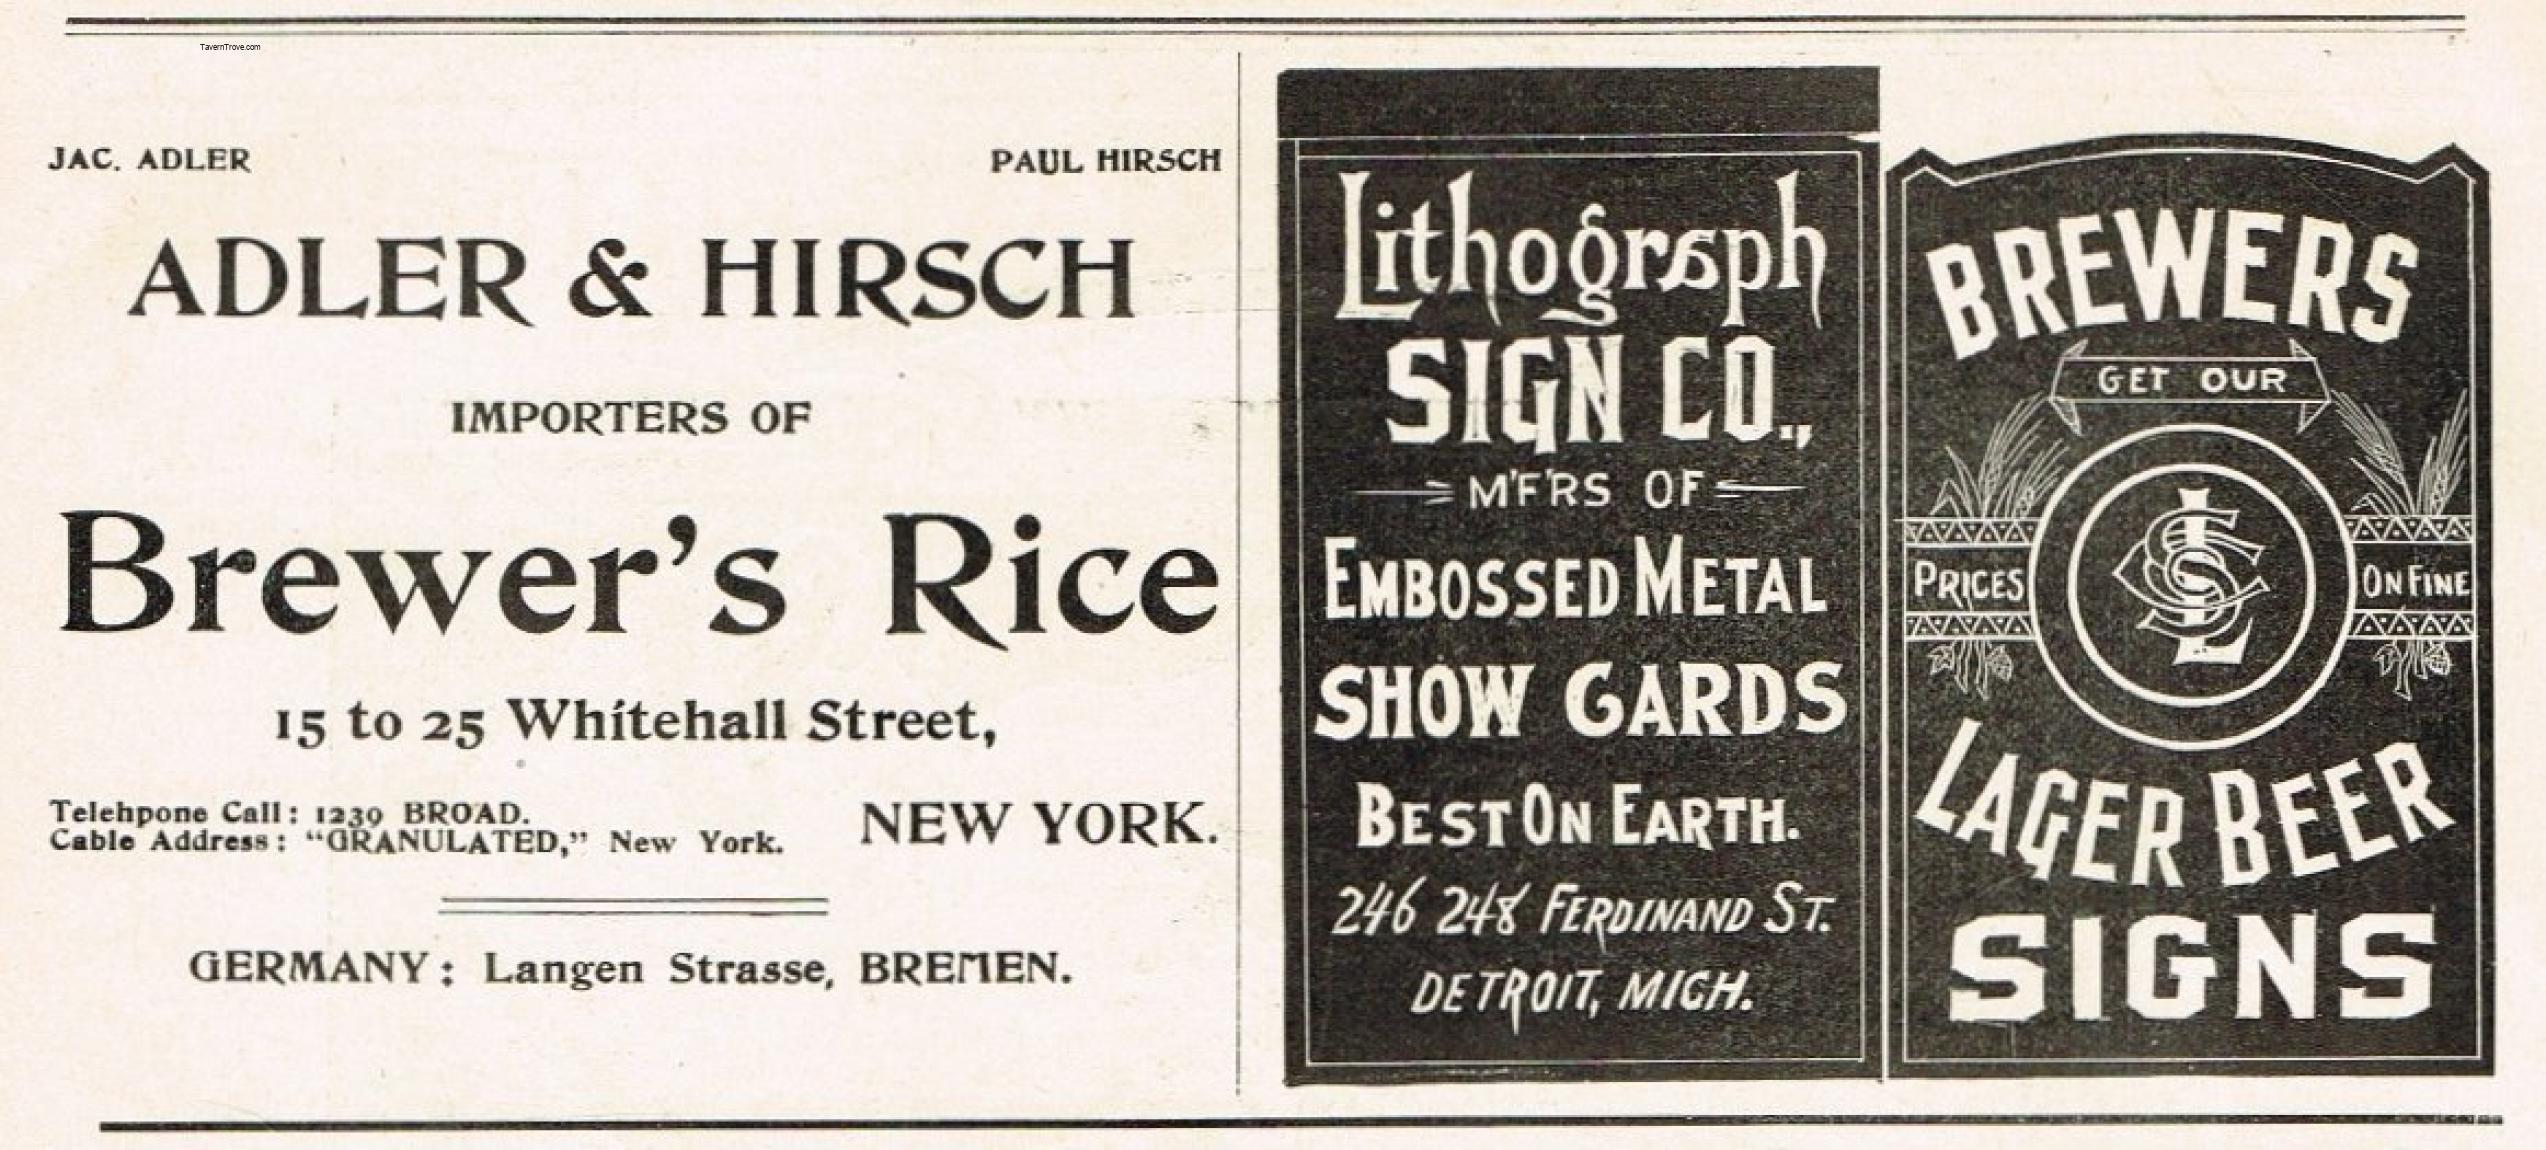 TavernTrove.com
JAC. ADLER
PAUL HIRSCH
ADLER & HIRSCH
IMPORTERS OF
Brewer's Rice
15 to 25 Whitehall Street,
Telehpone Call: 1239 BROAD.
Cable Address: "GRANULATED," New York.
NEW YORK.
GERMANY: Langen Strasse, BREMEN.
Lithograph
SIGN CO.,
M'F'RS OF
EMBOSSED METAL
SHOW CARDS
BEST ON EARTH.
246 248 FERDINAND ST.
DETROIT, MICH.
BREWERS
GET OUR
PRICES
ON FINE
LSC
LAGER BEER
SIGNS